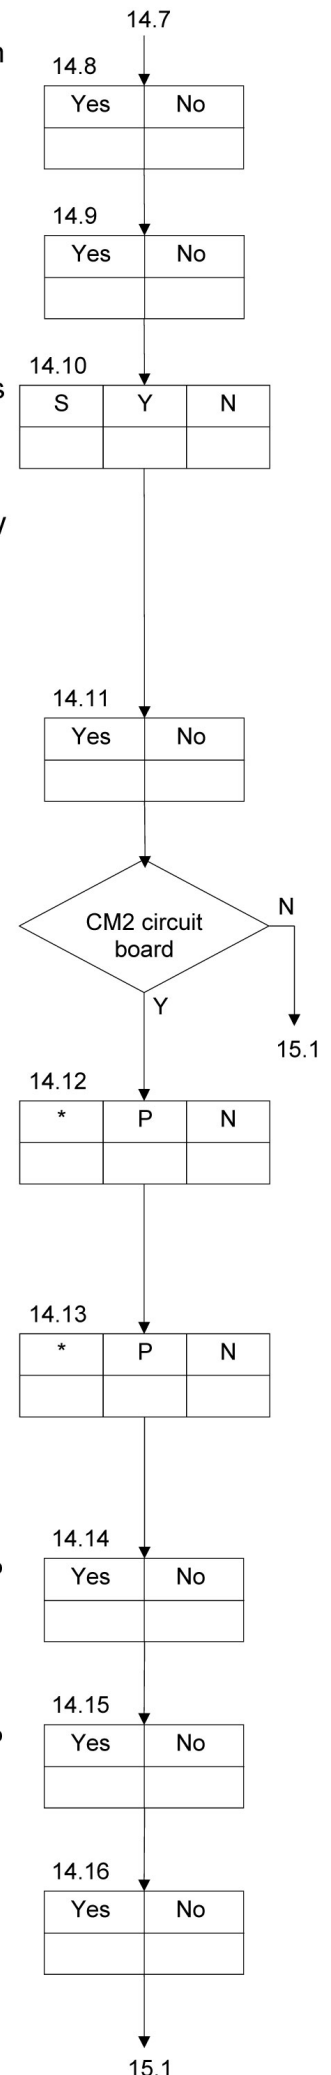 14.7
14.8
Yes No
14.9
Yes No
14.10
S Y N
14.11
Yes No
CM2 circuit
board
N
Y
15.1
14.12
* P N
14.13
* P N
14.14
Yes No
14.15
Yes No
14.16
Yes No
15.1